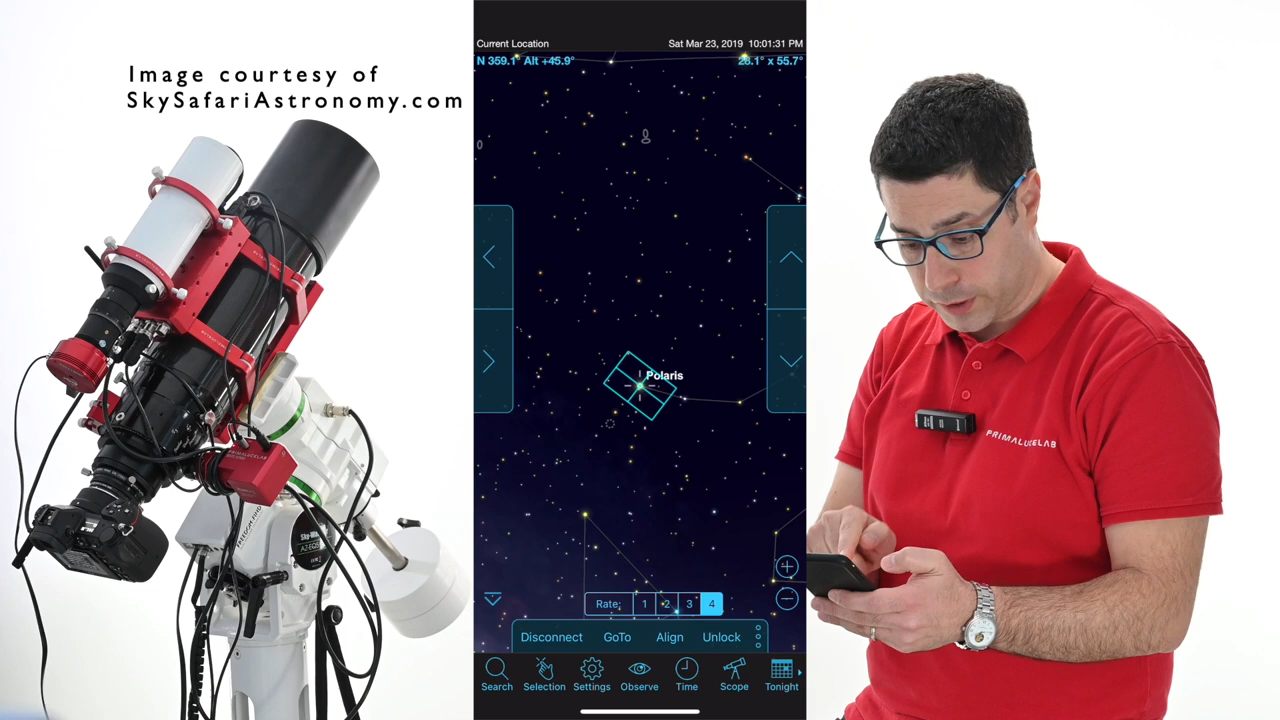 Image courtesy of
SkySafariAstronomy.com
Current Location
Sat Mar 23, 2019 10:01:31 PM
N 359.1° Alt +45.9°
x 55.7°
Polaris
PRIMALUCELAB
Rate: 1 2 3 4
Disconnect GoTo Align Unlock
Search Selection Settings Observe Time Scope Tonight